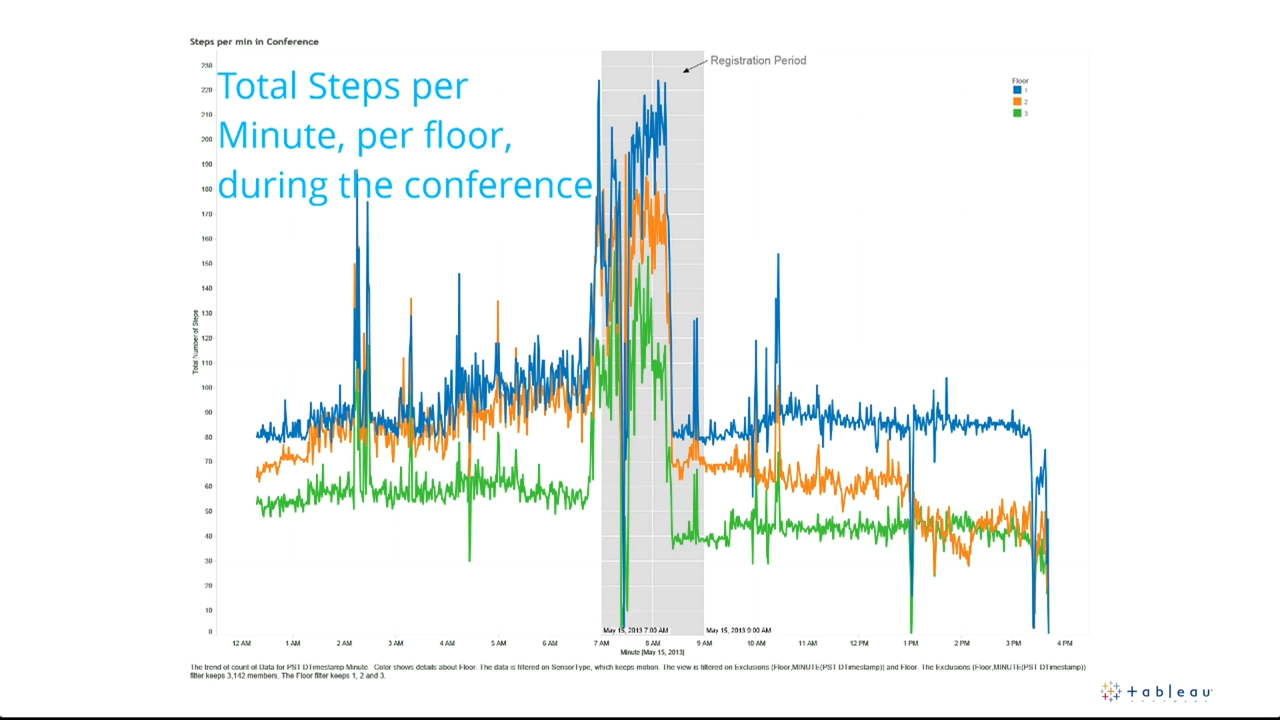 Steps per min in Conference
Total Steps per
Minute, per floor,
during the conference
Registration Period
Floor
1
2
3
Total Number of Steps
230
220
210
200
190
180
170
160
150
140
130
120
110
100
90
80
70
60
50
40
30
20
10
0
May 15, 2013 7:00 AM
May 15, 2013 9:00 AM
12 AM 1 AM 2 AM 3 AM 4 AM 5 AM 6 AM 7 AM 8 AM 9 AM 10 AM 11 AM 12 PM 1 PM 2 PM 3 PM 4 PM
Minute [May 15, 2013]
The trend of count of Data for PST DTimestamp Minute. Color shows details about Floor. The data is filtered on SensorType, which keeps motion. The view is filtered on Exclusions (Floor,MINUTE(PST DTimestamp)) and Floor. The Exclusions (Floor,MINUTE(PST DTimestamp))
filter keeps 3,142 members. The Floor filter keeps 1, 2 and 3.
tableau